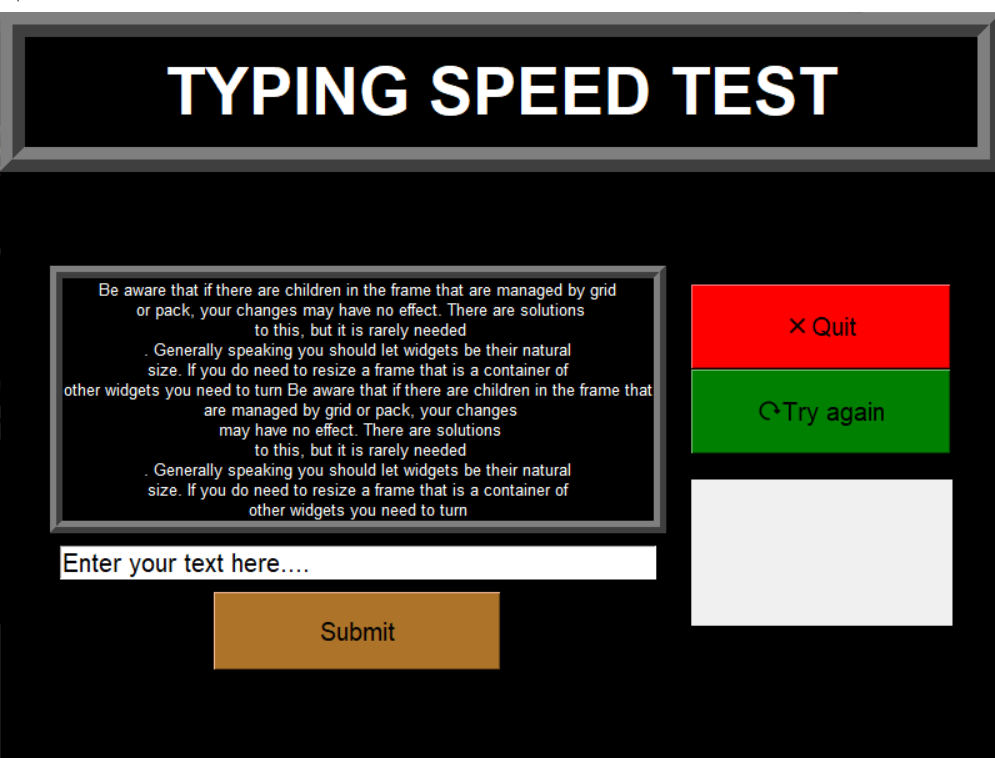 TYPING SPEED TEST
Be aware that if there are children in the frame that are managed by grid
or pack, your changes may have no effect. There are solutions
to this, but it is rarely needed
. Generally speaking you should let widgets be their natural
size. If you do need to resize a frame that is a container of
other widgets you need to turn Be aware that if there are children in the frame that
are managed by grid or pack, your changes
may have no effect. There are solutions
to this, but it is rarely needed
. Generally speaking you should let widgets be their natural
size. If you do need to resize a frame that is a container of
other widgets you need to turn
Enter your text here....
Submit
✕ Quit
⟳Try again